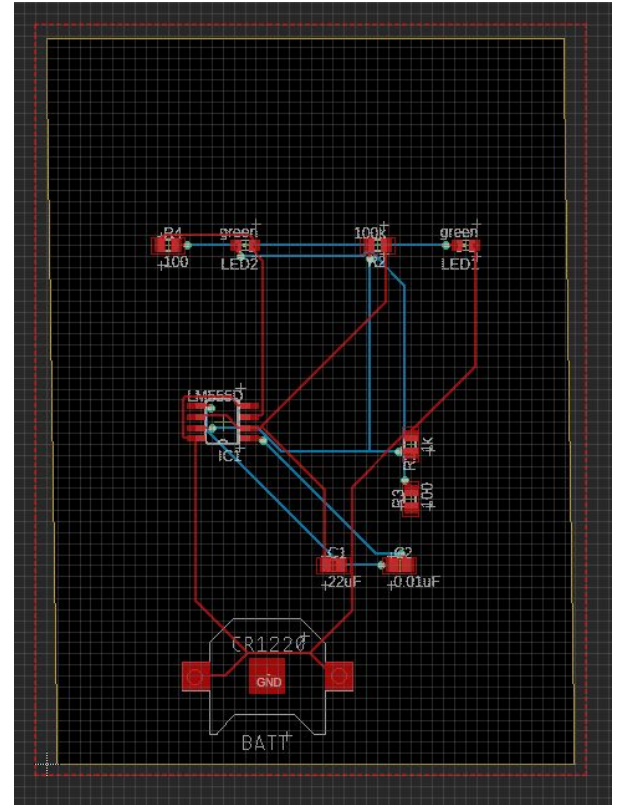 R4
green
100k
green
100
LED2
R2
LED1
LM555D
IC1
R1
1k
R3
100
C1
C2
22uF
0.01uF
CR1220
GND
BATT